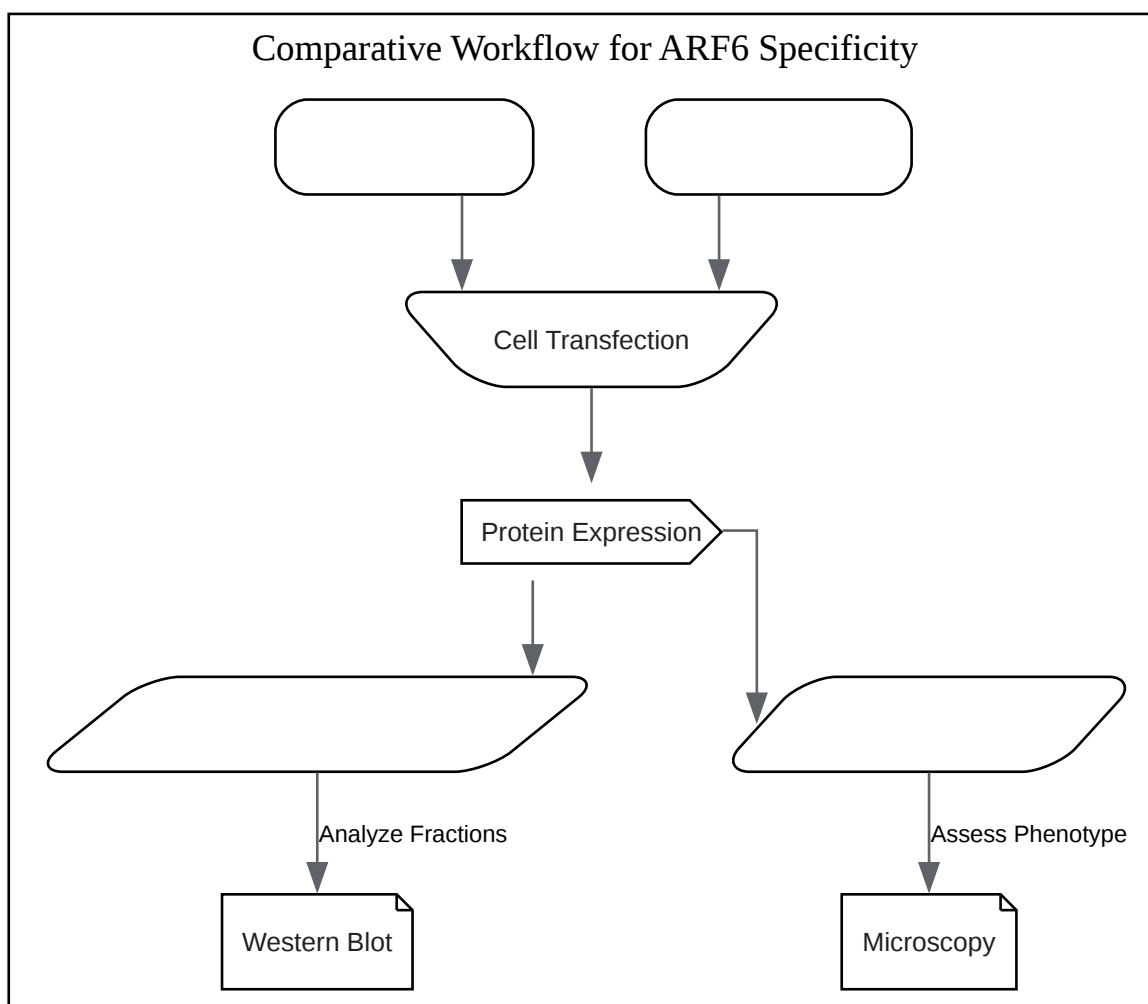 Comparative Workflow for ARF6 Specificity
Cell Transfection
Protein Expression
Analyze Fractions
Assess Phenotype
Western Blot
Microscopy